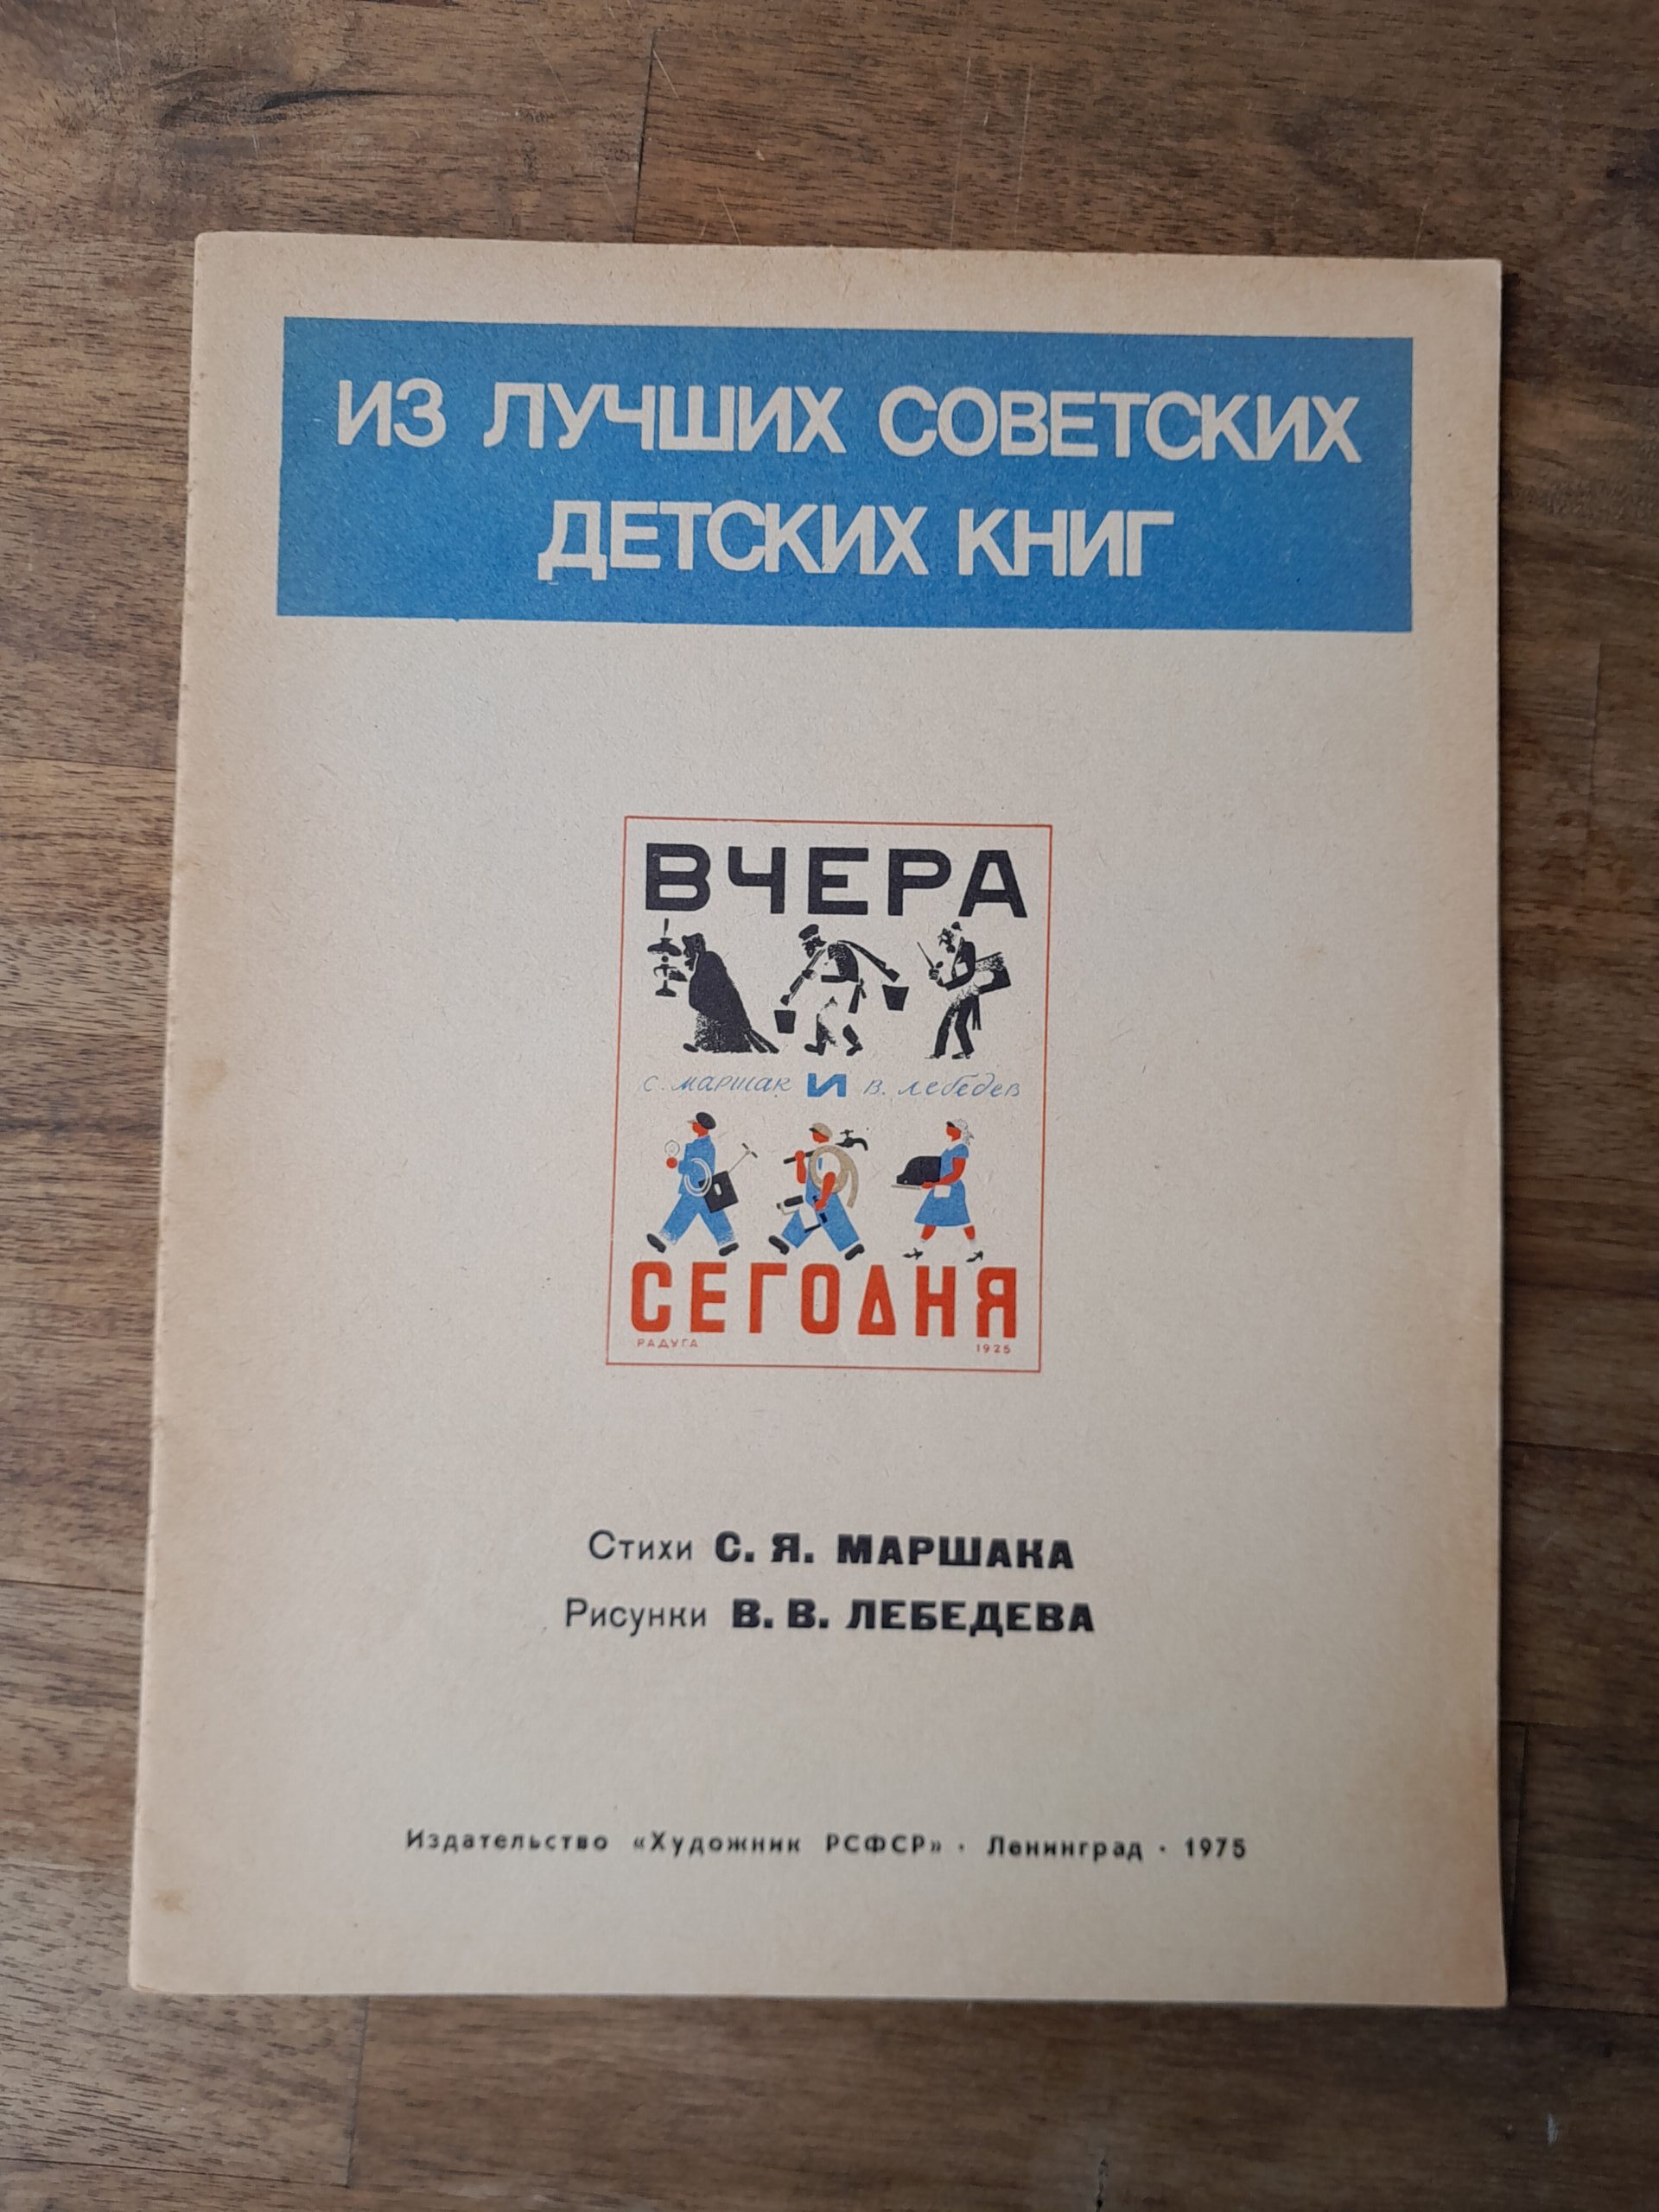 ИЗ ЛУЧШИХ СОВЕТСКИХ
ДЕТСКИХ КНИГ
ВЧЕРА
С. Маршак И В. Лебедев
СЕГОДНЯ
РАДУГА 1925
Стихи С. Я. МАРШАКА
Рисунки В. В. ЛЕБЕДЕВА
Издательство «Художник РСФСР» · Ленинград · 1975